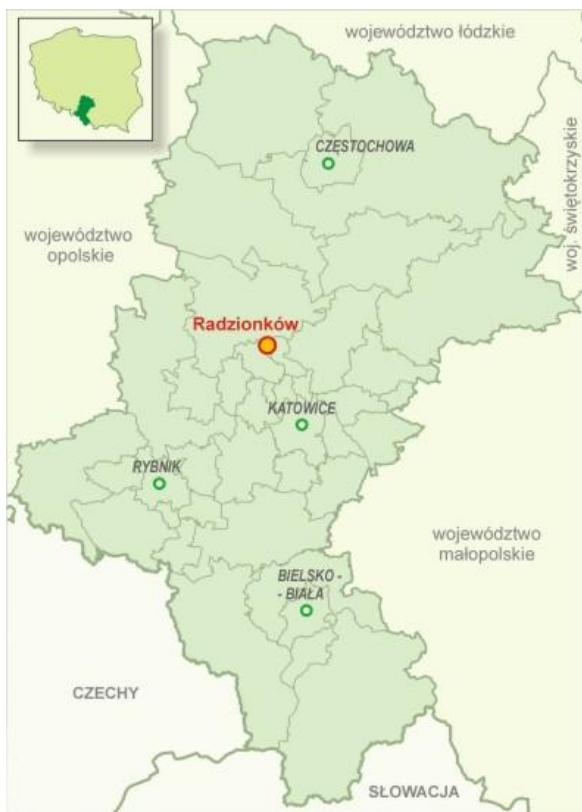 województwo łódzkie
CZĘSTOCHOWA
woj. świętokrzyskie
województwo
opolskie
Radzionków
KATOWICE
RYBNIK
województwo
małopolskie
BIELSKO -
- BIAŁA
CZECHY
SŁOWACJA